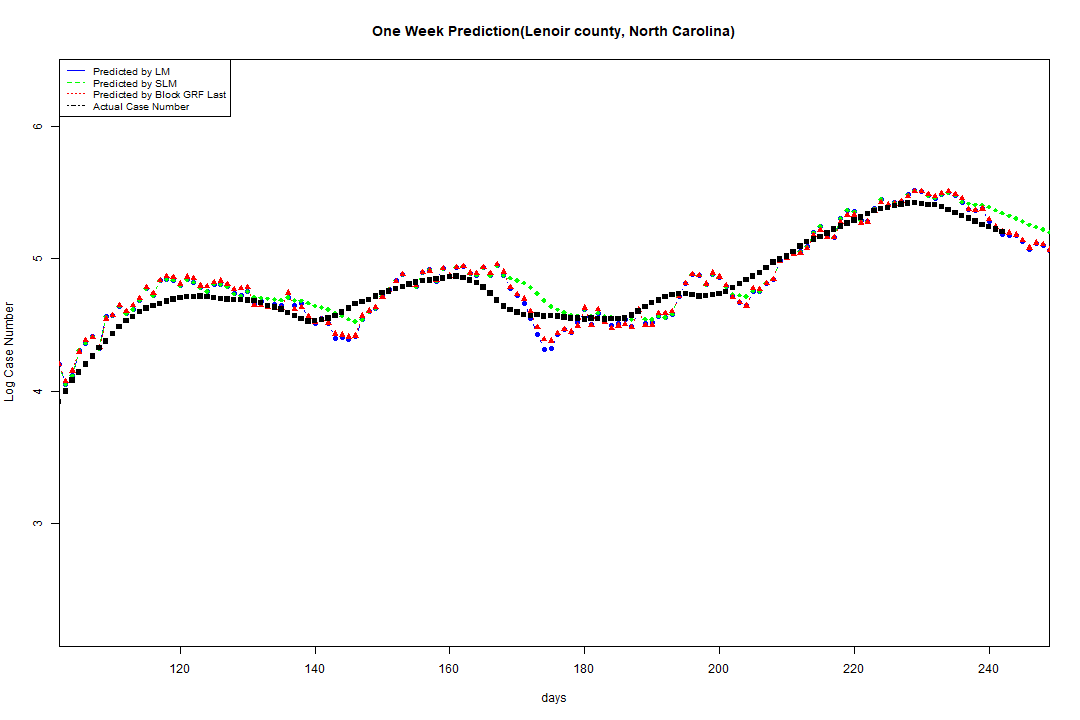 One Week Prediction(Lenoir county, North Carolina)
Predicted by LM
Predicted by SLM
Predicted by Block GRF Last
Actual Case Number
6
5
4
3
Log Case Number
120 140 160 180 200 220 240
days